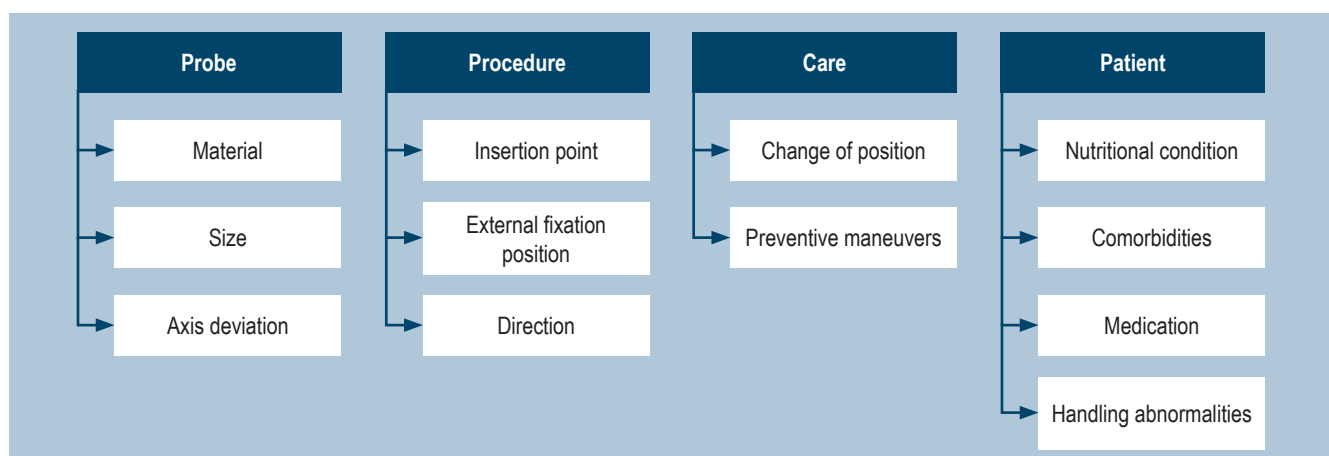 Probe
Material
Size
Axis deviation
Procedure
Insertion point
External fixation
position
Direction
Care
Change of position
Preventive maneuvers
Patient
Nutritional condition
Comorbidities
Medication
Handling abnormalities